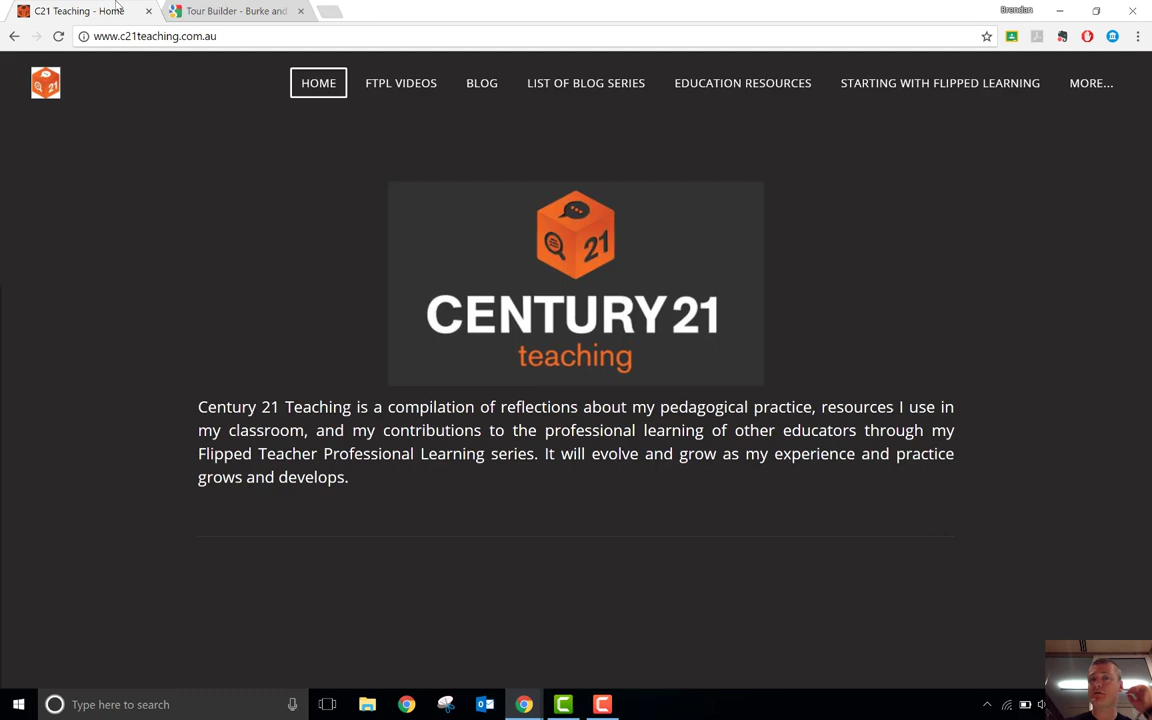 C21 Teaching - Home
Tour Builder - Burke and
Brendan
www.c21teaching.com.au
21
HOME
FTPL VIDEOS
BLOG
LIST OF BLOG SERIES
EDUCATION RESOURCES
STARTING WITH FLIPPED LEARNING
MORE...
21
CENTURY 21
teaching
Century 21 Teaching is a compilation of reflections about my pedagogical practice, resources I use in
my classroom, and my contributions to the professional learning of other educators through my
Flipped Teacher Professional Learning series. It will evolve and grow as my experience and practice
grows and develops.
Type here to search